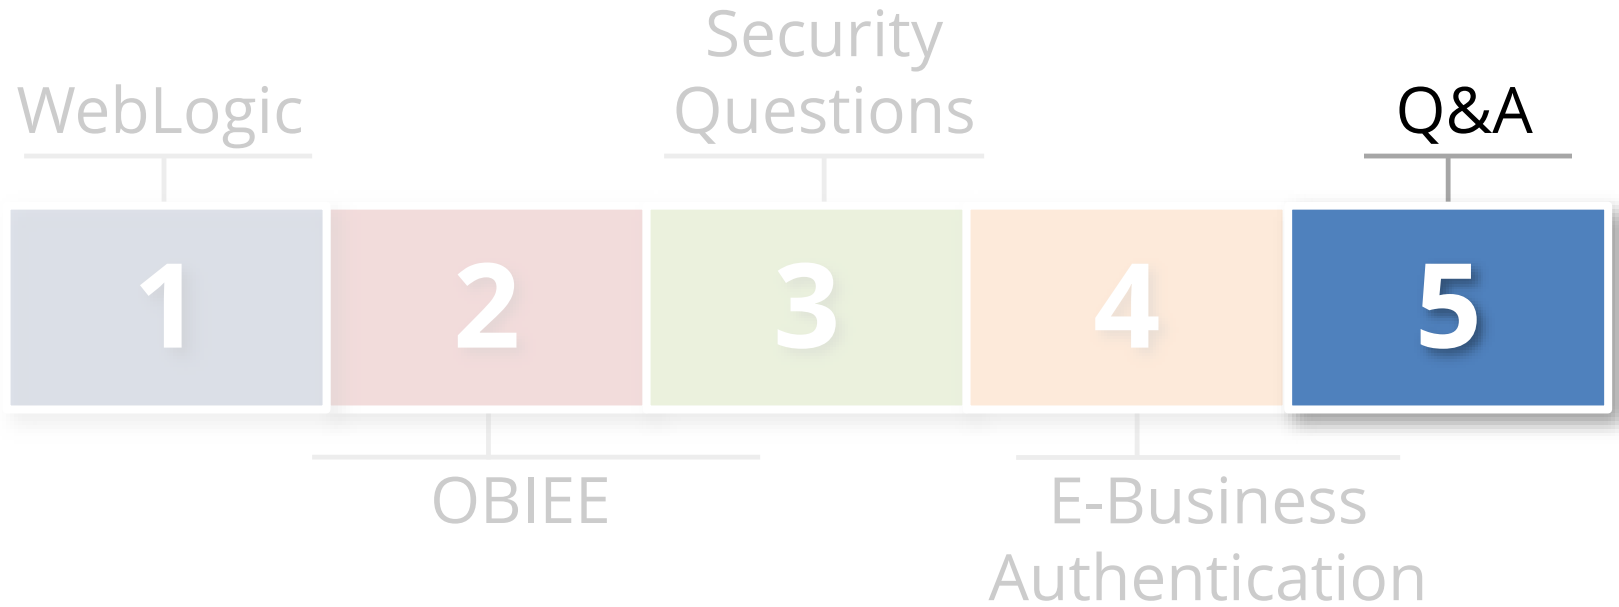 WebLogic
Security
Questions
Q&A
1
2
3
4
5
OBIEE
E-Business
Authentication